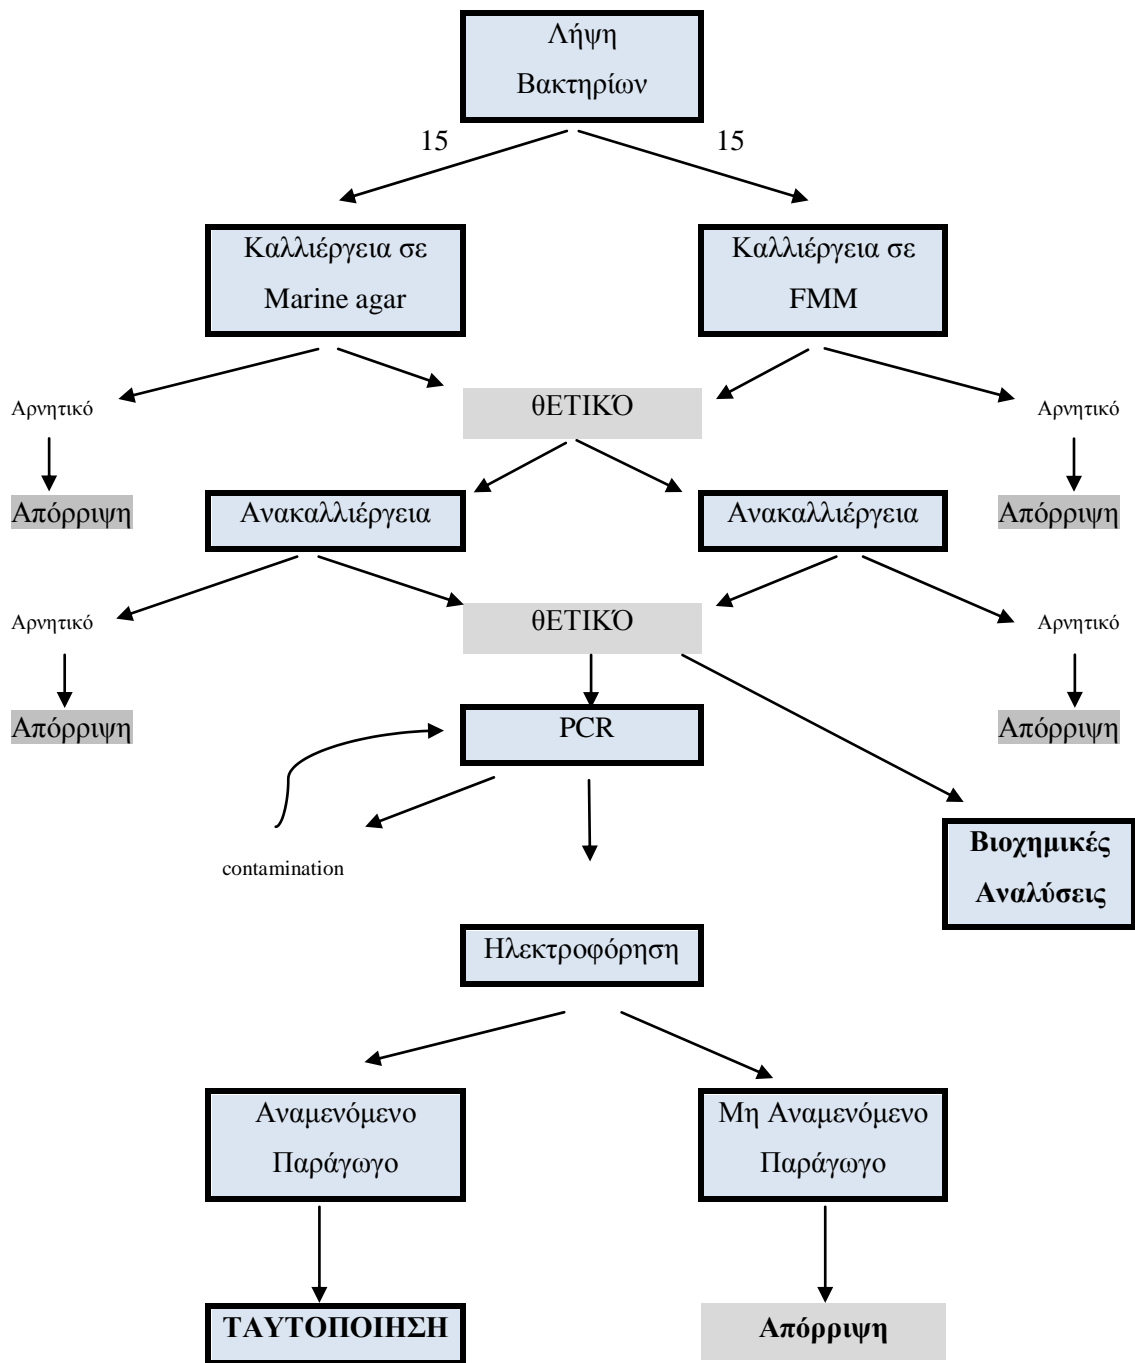 Λήψη
Βακτηρίων
15
15
Καλλιέργεια σε
Marine agar
Καλλιέργεια σε
FMM
Αρνητικό
θΕΤΙΚΌ
Αρνητικό
Απόρριψη
Ανακαλλιέργεια
Ανακαλλιέργεια
Απόρριψη
Αρνητικό
θΕΤΙΚΌ
Αρνητικό
Απόρριψη
PCR
Απόρριψη
contamination
Βιοχημικές
Αναλύσεις
Ηλεκτροφόρηση
Αναμενόμενο
Παράγωγο
Μη Αναμενόμενο
Παράγωγο
ΤΑΥΤΟΠΟΙΗΣΗ
Απόρριψη